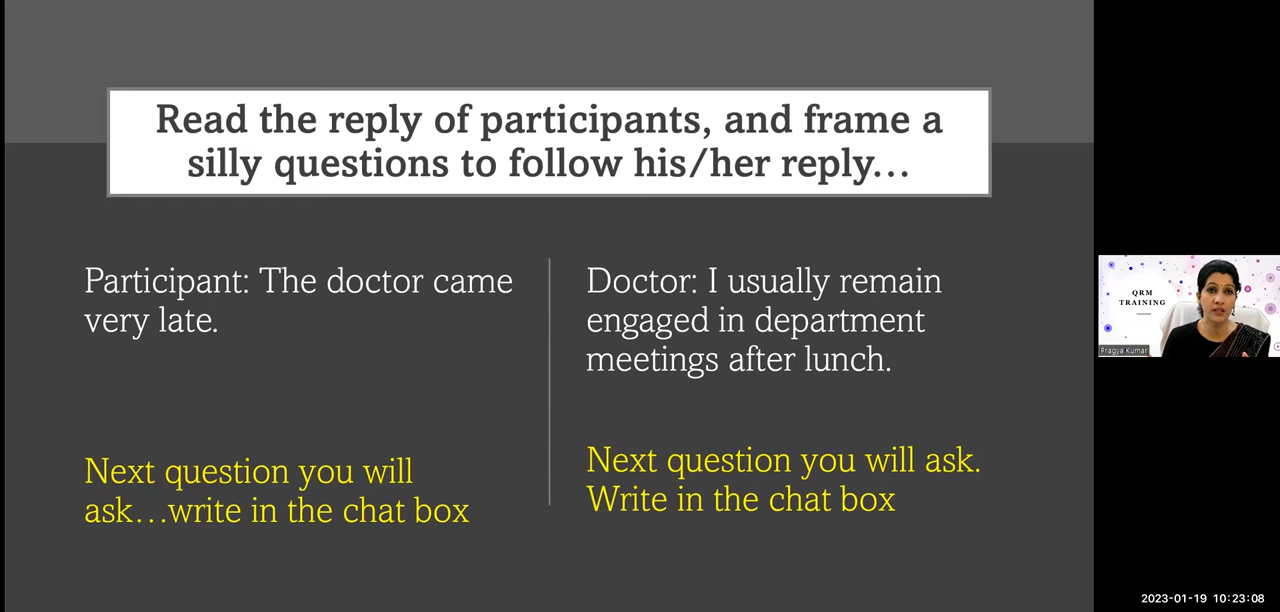 Read the reply of participants, and frame a
silly questions to follow his/her reply...
Participant: The doctor came
very late.
Next question you will
ask...write in the chat box
Doctor: I usually remain
engaged in department
meetings after lunch.
Next question you will ask.
Write in the chat box
QRM
TRAINING
Pragya Kumar
2023-01-19 10:23:08